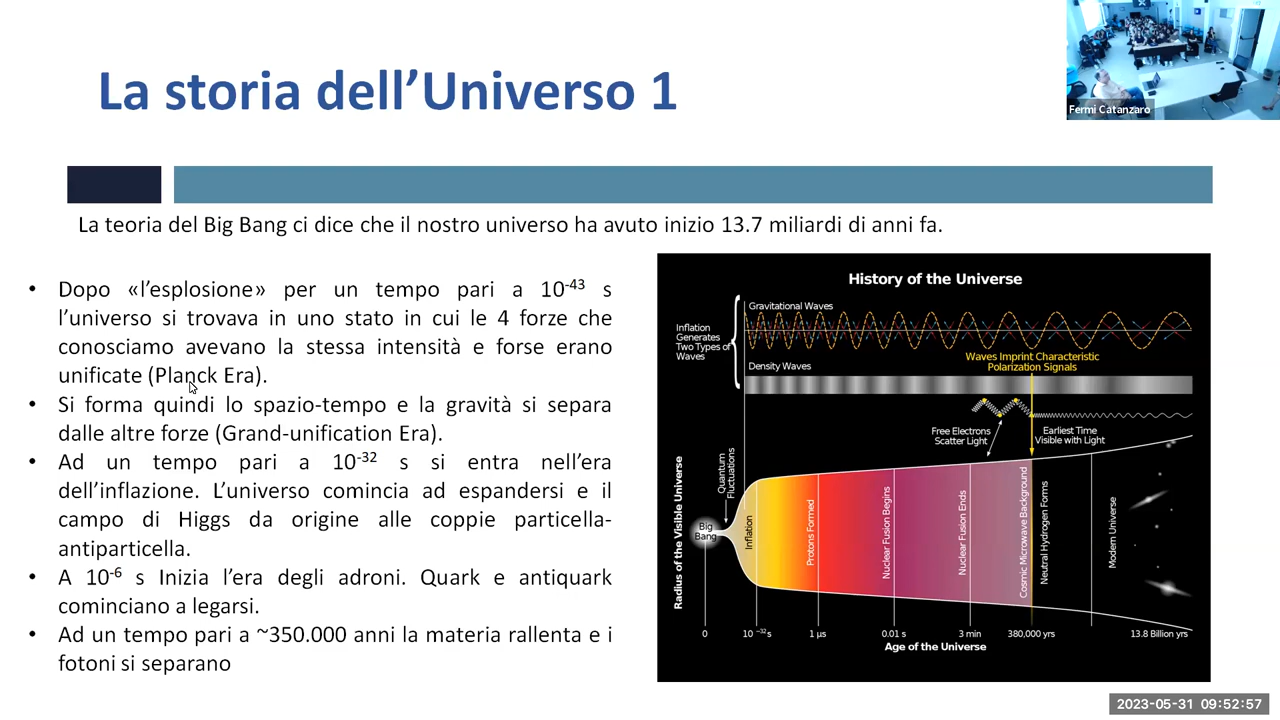 La storia dell'Universo 1
Fermi Catanzaro
La teoria del Big Bang ci dice che il nostro universo ha avuto inizio 13.7 miliardi di anni fa.
• Dopo «l'esplosione» per un tempo pari a 10⁻⁴³ s
l'universo si trovava in uno stato in cui le 4 forze che
conosciamo avevano la stessa intensità e forse erano
unificate (Planck Era).
• Si forma quindi lo spazio-tempo e la gravità si separa
dalle altre forze (Grand-unification Era).
• Ad un tempo pari a 10⁻³² s si entra nell'era
dell'inflazione. L'universo comincia ad espandersi e il
campo di Higgs da origine alle coppie particella-
antiparticella.
• A 10⁻⁶ s Inizia l'era degli adroni. Quark e antiquark
cominciano a legarsi.
• Ad un tempo pari a ~350.000 anni la materia rallenta e i
fotoni si separano
History of the Universe
Gravitational Waves
Inflation
Generates
Two Types of
Waves
Waves Imprint Characteristic
Polarization Signals
Density Waves
Free Electrons
Scatter Light
Earliest Time
Visible with Light
Radius of the Visible Universe
Quantum
Fluctuations
Big
Bang
Inflation
Protons Formed
Nuclear Fusion Begins
Nuclear Fusion Ends
Cosmic Microwave Background
Neutral Hydrogen Forms
Modern Universe
0
10⁻³² s
1 µs
0.01 s
3 min
380,000 yrs
13.8 Billion yrs
Age of the Universe
2023-05-31 09:52:57